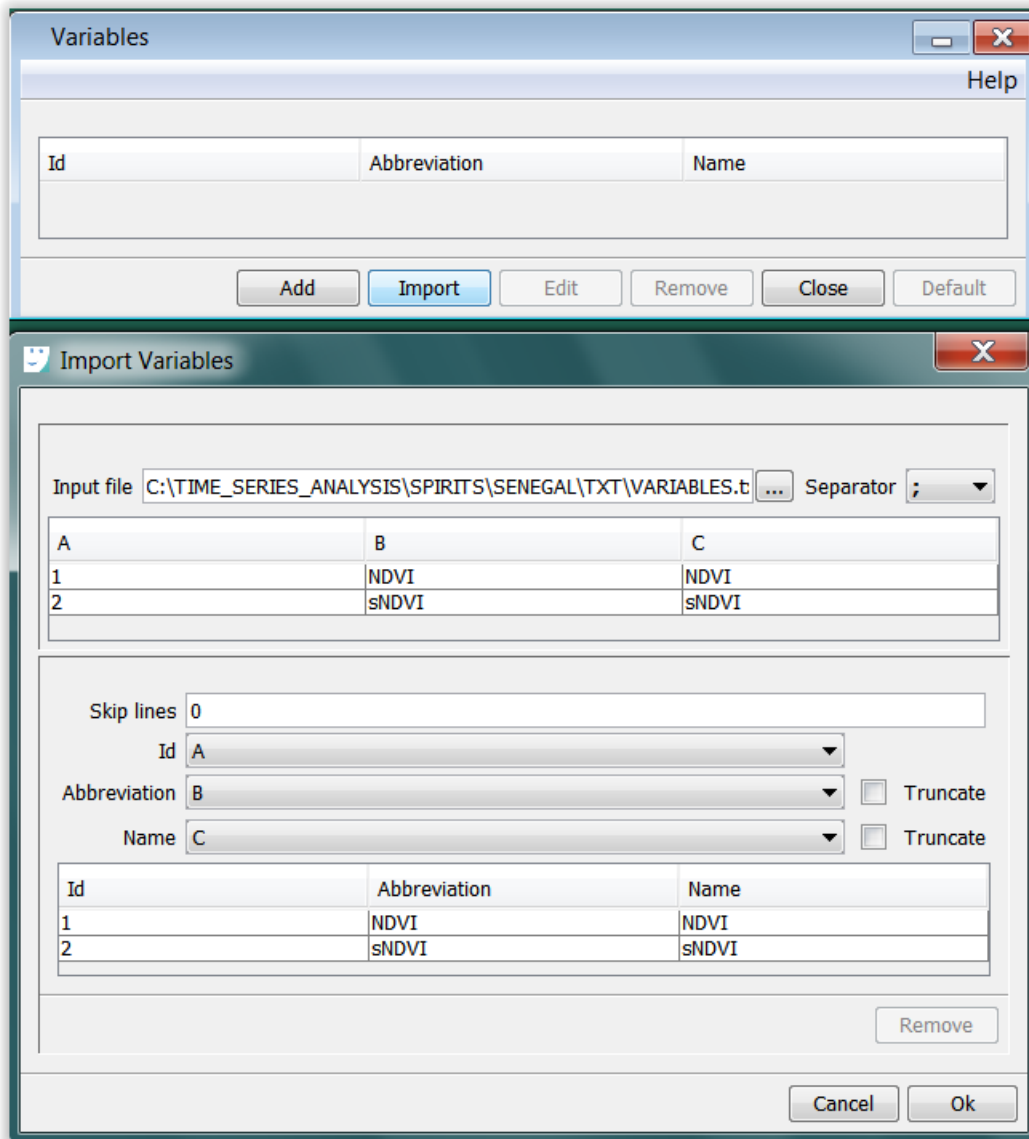 Variables
Help
Id Abbreviation Name
Add Import Edit Remove Close Default
Import Variables
Input file C:\TIME_SERIES_ANALYSIS\SPIRITS\SENEGAL\TXT\VARIABLES.t ... Separator ;
A B C
1 NDVI NDVI
2 sNDVI sNDVI
Skip lines 0
Id A
Abbreviation B Truncate
Name C Truncate
Id Abbreviation Name
1 NDVI NDVI
2 sNDVI sNDVI
Remove
Cancel Ok